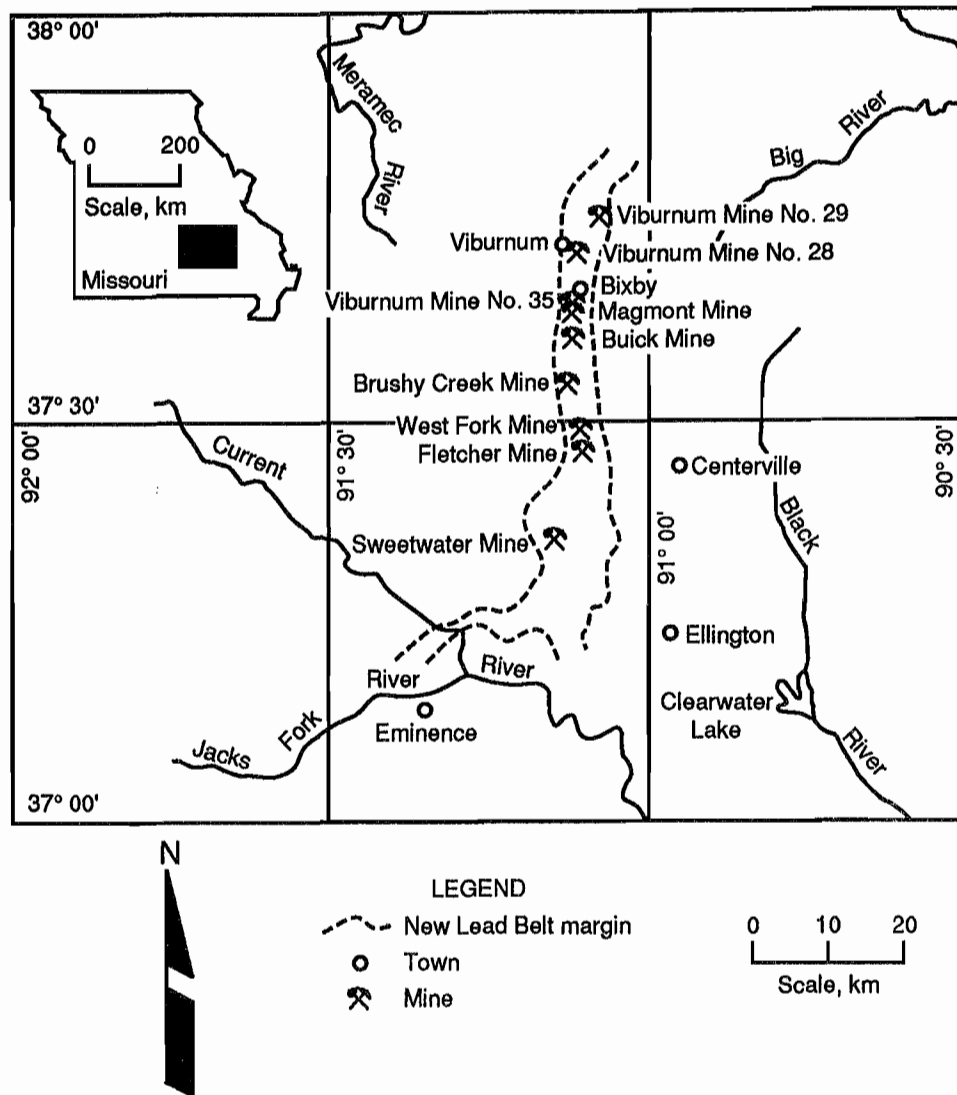 38° 00'
Meramec
River
Big
River
0 200
Scale, km
Missouri
Viburnum Mine No. 29
Viburnum
Viburnum Mine No. 28
Bixby
Viburnum Mine No. 35
Magmont Mine
Buick Mine
Brushy Creek Mine
37° 30'
92° 00'
91° 30'
91° 00'
90° 30'
West Fork Mine
Fletcher Mine
Current
River
Centerville
Black
River
Sweetwater Mine
Ellington
Clearwater
Lake
Jacks
Fork
River
Eminence
37° 00'
N
LEGEND
New Lead Belt margin
Town
Mine
0 10 20
Scale, km